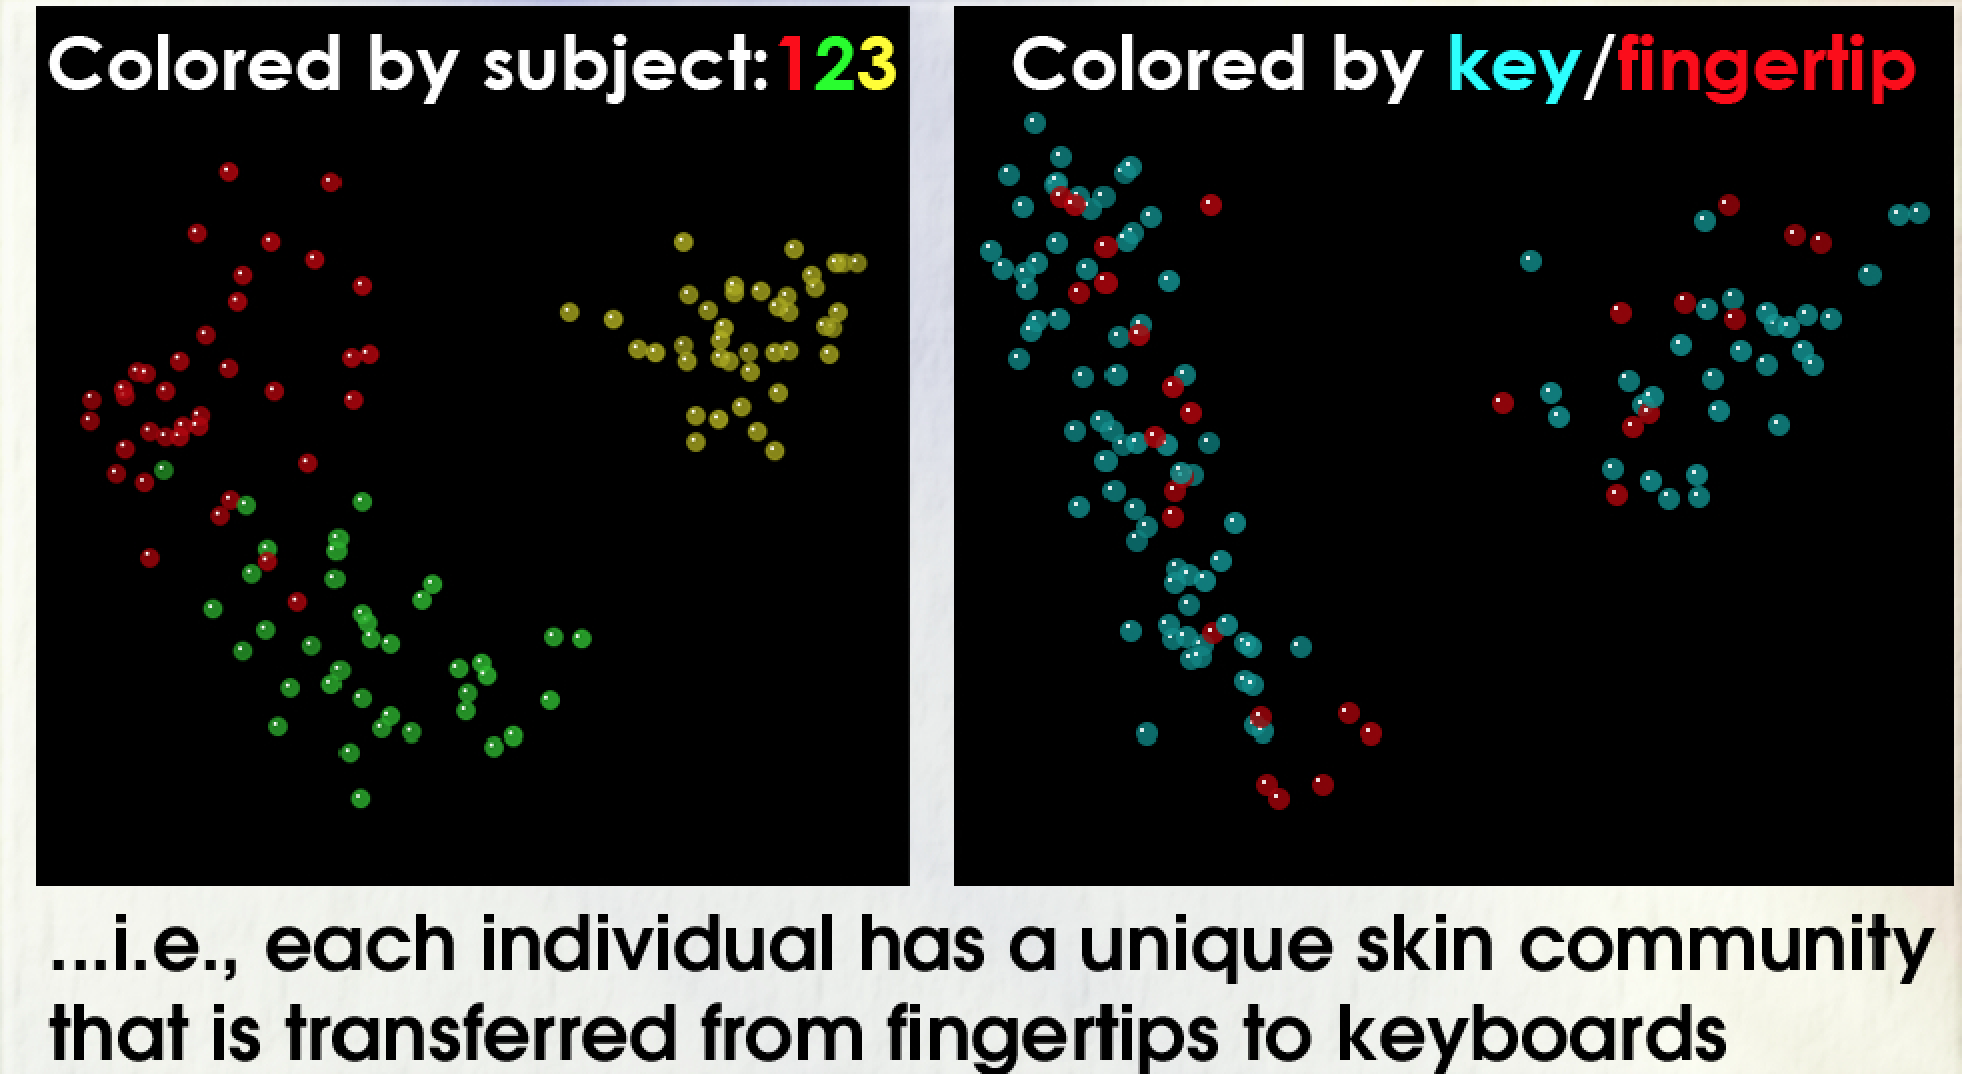 Colored by subject:123
Colored by key/fingertip
...i.e., each individual has a unique skin community
that is transferred from fingertips to keyboards